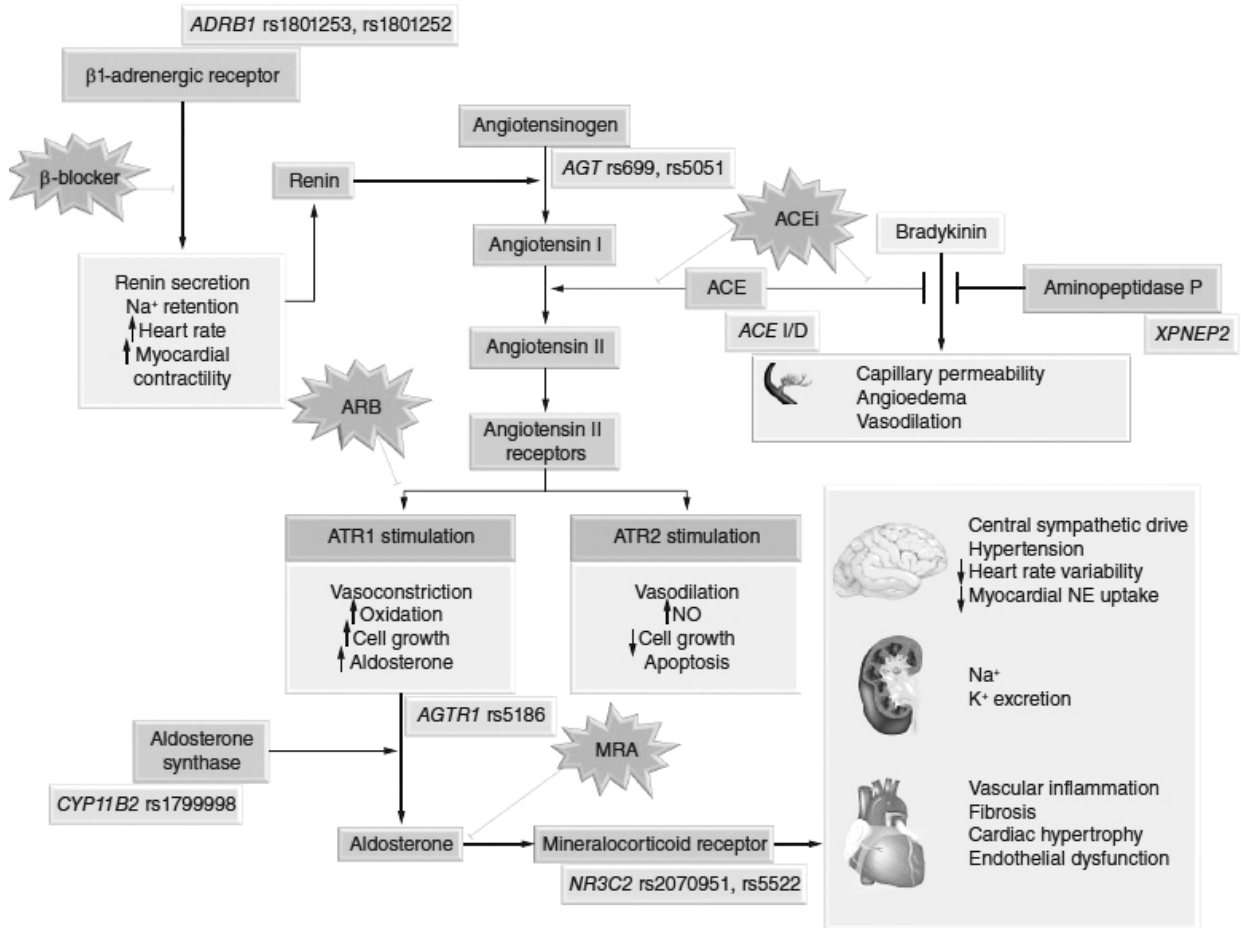 ADRB1 rs1801253, rs1801252
β1-adrenergic receptor
β-blocker
Renin secretion
Na⁺ retention
Heart rate
Myocardial
contractility
Renin
Angiotensinogen
AGT rs699, rs5051
Angiotensin I
ACEi
ACE
ACE I/D
Bradykinin
Aminopeptidase P
XPNEP2
Capillary permeability
Angioedema
Vasodilation
Angiotensin II
ARB
Angiotensin II
receptors
ATR1 stimulation
Vasoconstriction
Oxidation
Cell growth
Aldosterone
ATR2 stimulation
Vasodilation
NO
Cell growth
Apoptosis
AGTR1 rs5186
Aldosterone
synthase
CYP11B2 rs1799998
MRA
Aldosterone
Mineralocorticoid receptor
NR3C2 rs2070951, rs5522
Central sympathetic drive
Hypertension
Heart rate variability
Myocardial NE uptake
Na⁺
K⁺ excretion
Vascular inflammation
Fibrosis
Cardiac hypertrophy
Endothelial dysfunction